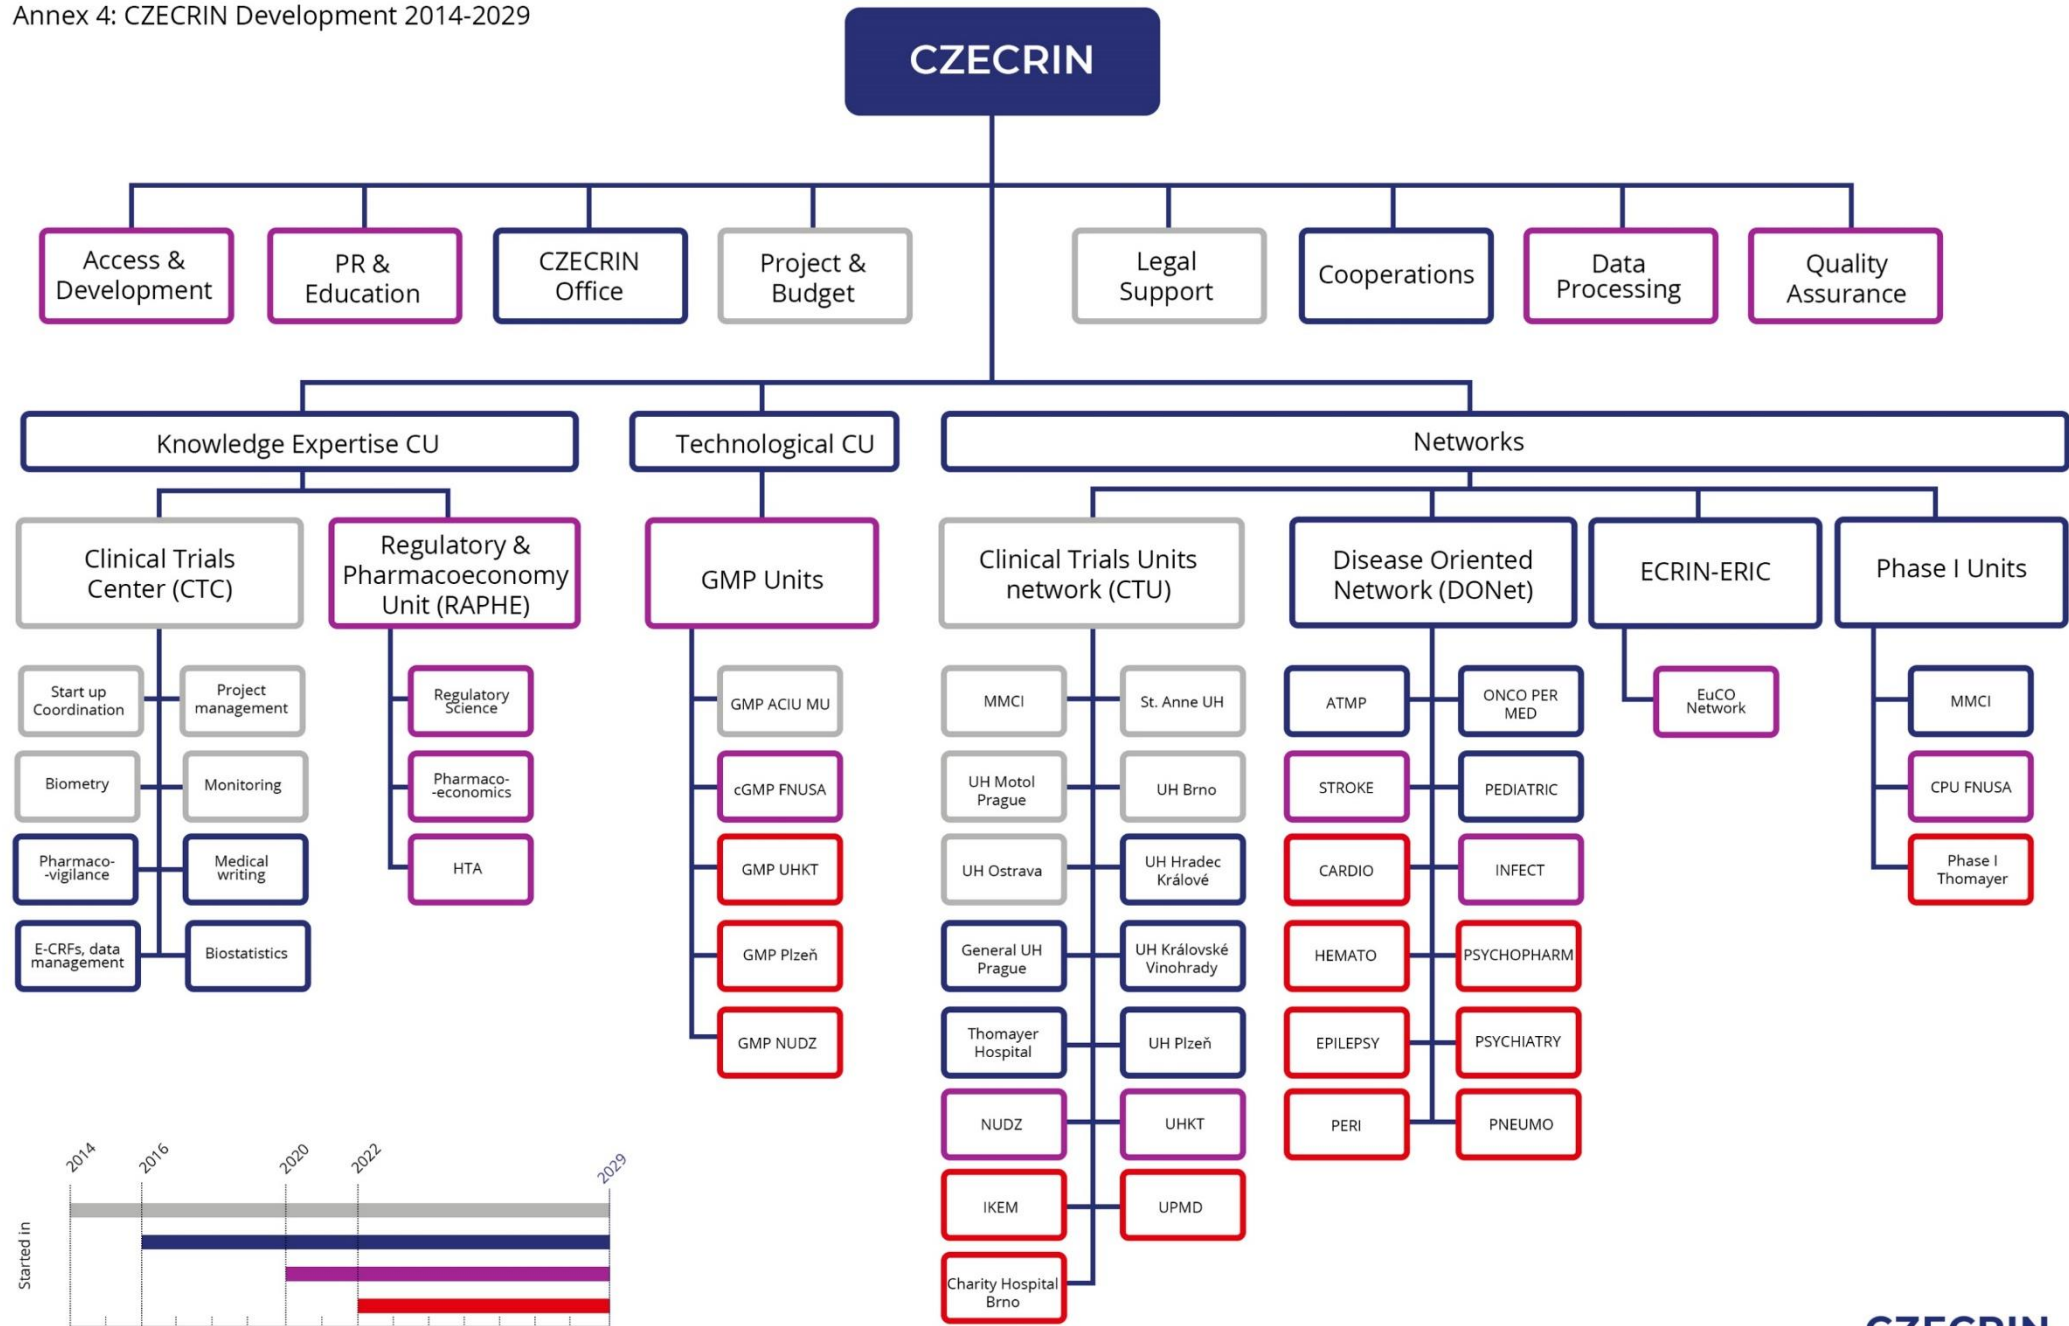 Annex 4: CZECRIN Development 2014-2029
CZECRIN
Access &
Development
PR &
Education
CZECRIN
Office
Project &
Budget
Legal
Support
Cooperations
Data
Processing
Quality
Assurance
Knowledge Expertise CU
Technological CU
Networks
Clinical Trials
Center (CTC)
Regulatory &
Pharmacoeconomy
Unit (RAPHE)
GMP Units
Clinical Trials Units
network (CTU)
Disease Oriented
Network (DONet)
ECRIN-ERIC
Phase I Units
Start up
Coordination
Project
management
Biometry
Monitoring
Pharmaco-
-vigilance
Medical
writing
E-CRFs, data
management
Biostatistics
Regulatory
Science
Pharmaco-
-economics
HTA
GMP ACIU MU
cGMP FNUSA
GMP UHKT
GMP Plzeň
GMP NUDZ
MMCI
St. Anne UH
UH Motol
Prague
UH Brno
UH Ostrava
UH Hradec
Králové
General UH
Prague
UH Královské
Vinohrady
Thomayer
Hospital
UH Plzeň
NUDZ
UHKT
IKEM
UPMD
Charity Hospital
Brno
ATMP
ONCO PER
MED
STROKE
PEDIATRIC
CARDIO
INFECT
HEMATO
PSYCHOPHARM
EPILEPSY
PSYCHIATRY
PERI
PNEUMO
EuCO
Network
MMCI
CPU FNUSA
Phase I
Thomayer
2014
2016
2020
2022
2029
Started in
CZECRIN